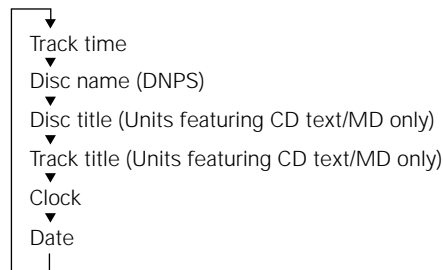 Track time
Disc name (DNPS)
Disc title (Units featuring CD text/MD only)
Track title (Units featuring CD text/MD only)
Clock
Date